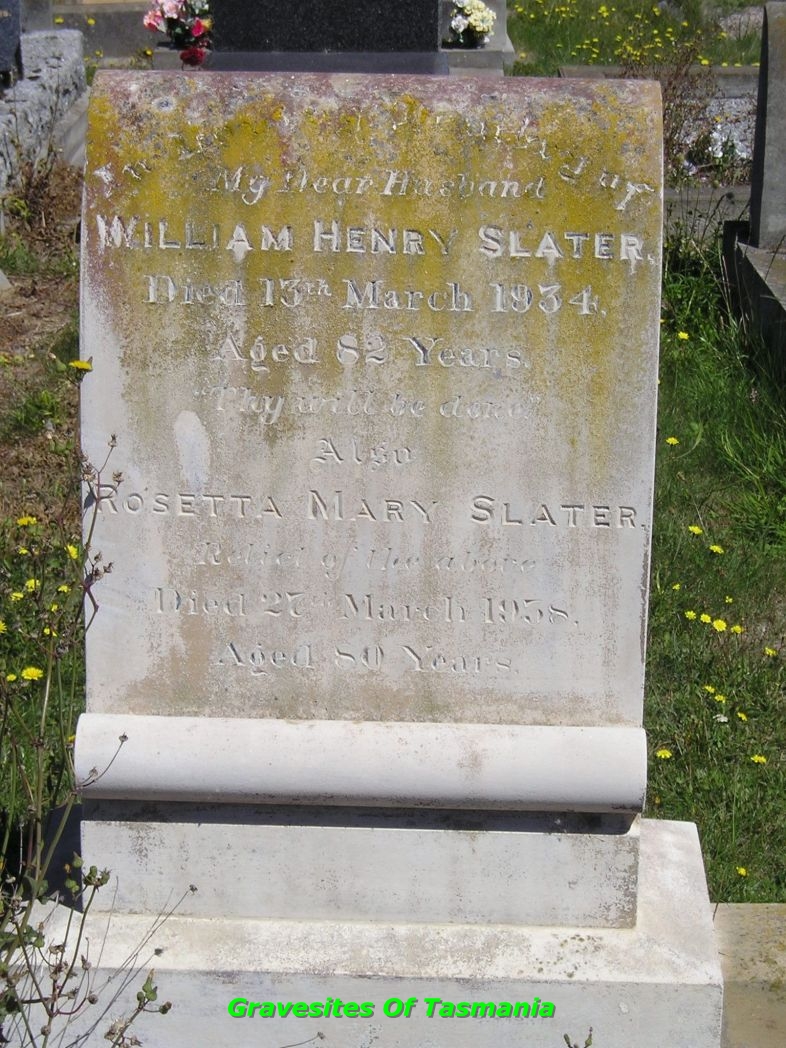 My Dear Husband
WILLIAM HENRY SLATER.
Died 13th March 1934.
Aged 82 Years.
"Thy will be done."
Also
ROSETTA MARY SLATER,
Relict of the above
Died 27th March 1938.
Aged 80 Years.
Gravesites Of Tasmania